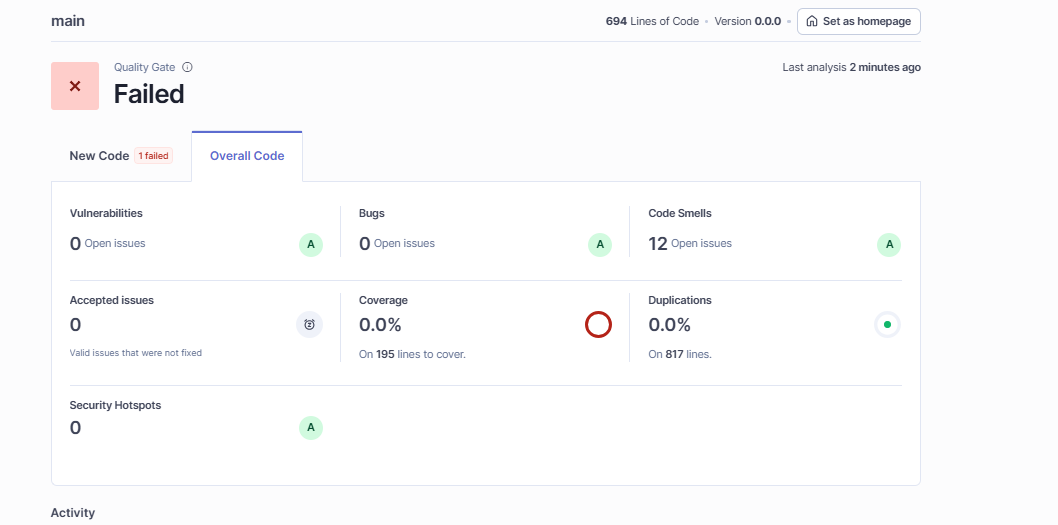 main
694 Lines of Code • Version 0.0.0 • Set as homepage
Quality Gate
Last analysis 2 minutes ago
Failed
New Code 1 failed
Overall Code
Vulnerabilities
0 Open issues A
Bugs
0 Open issues A
Code Smells
12 Open issues A
Accepted issues
0
Valid issues that were not fixed
Coverage
0.0%
On 195 lines to cover.
Duplications
0.0%
On 817 lines.
Security Hotspots
0 A
Activity